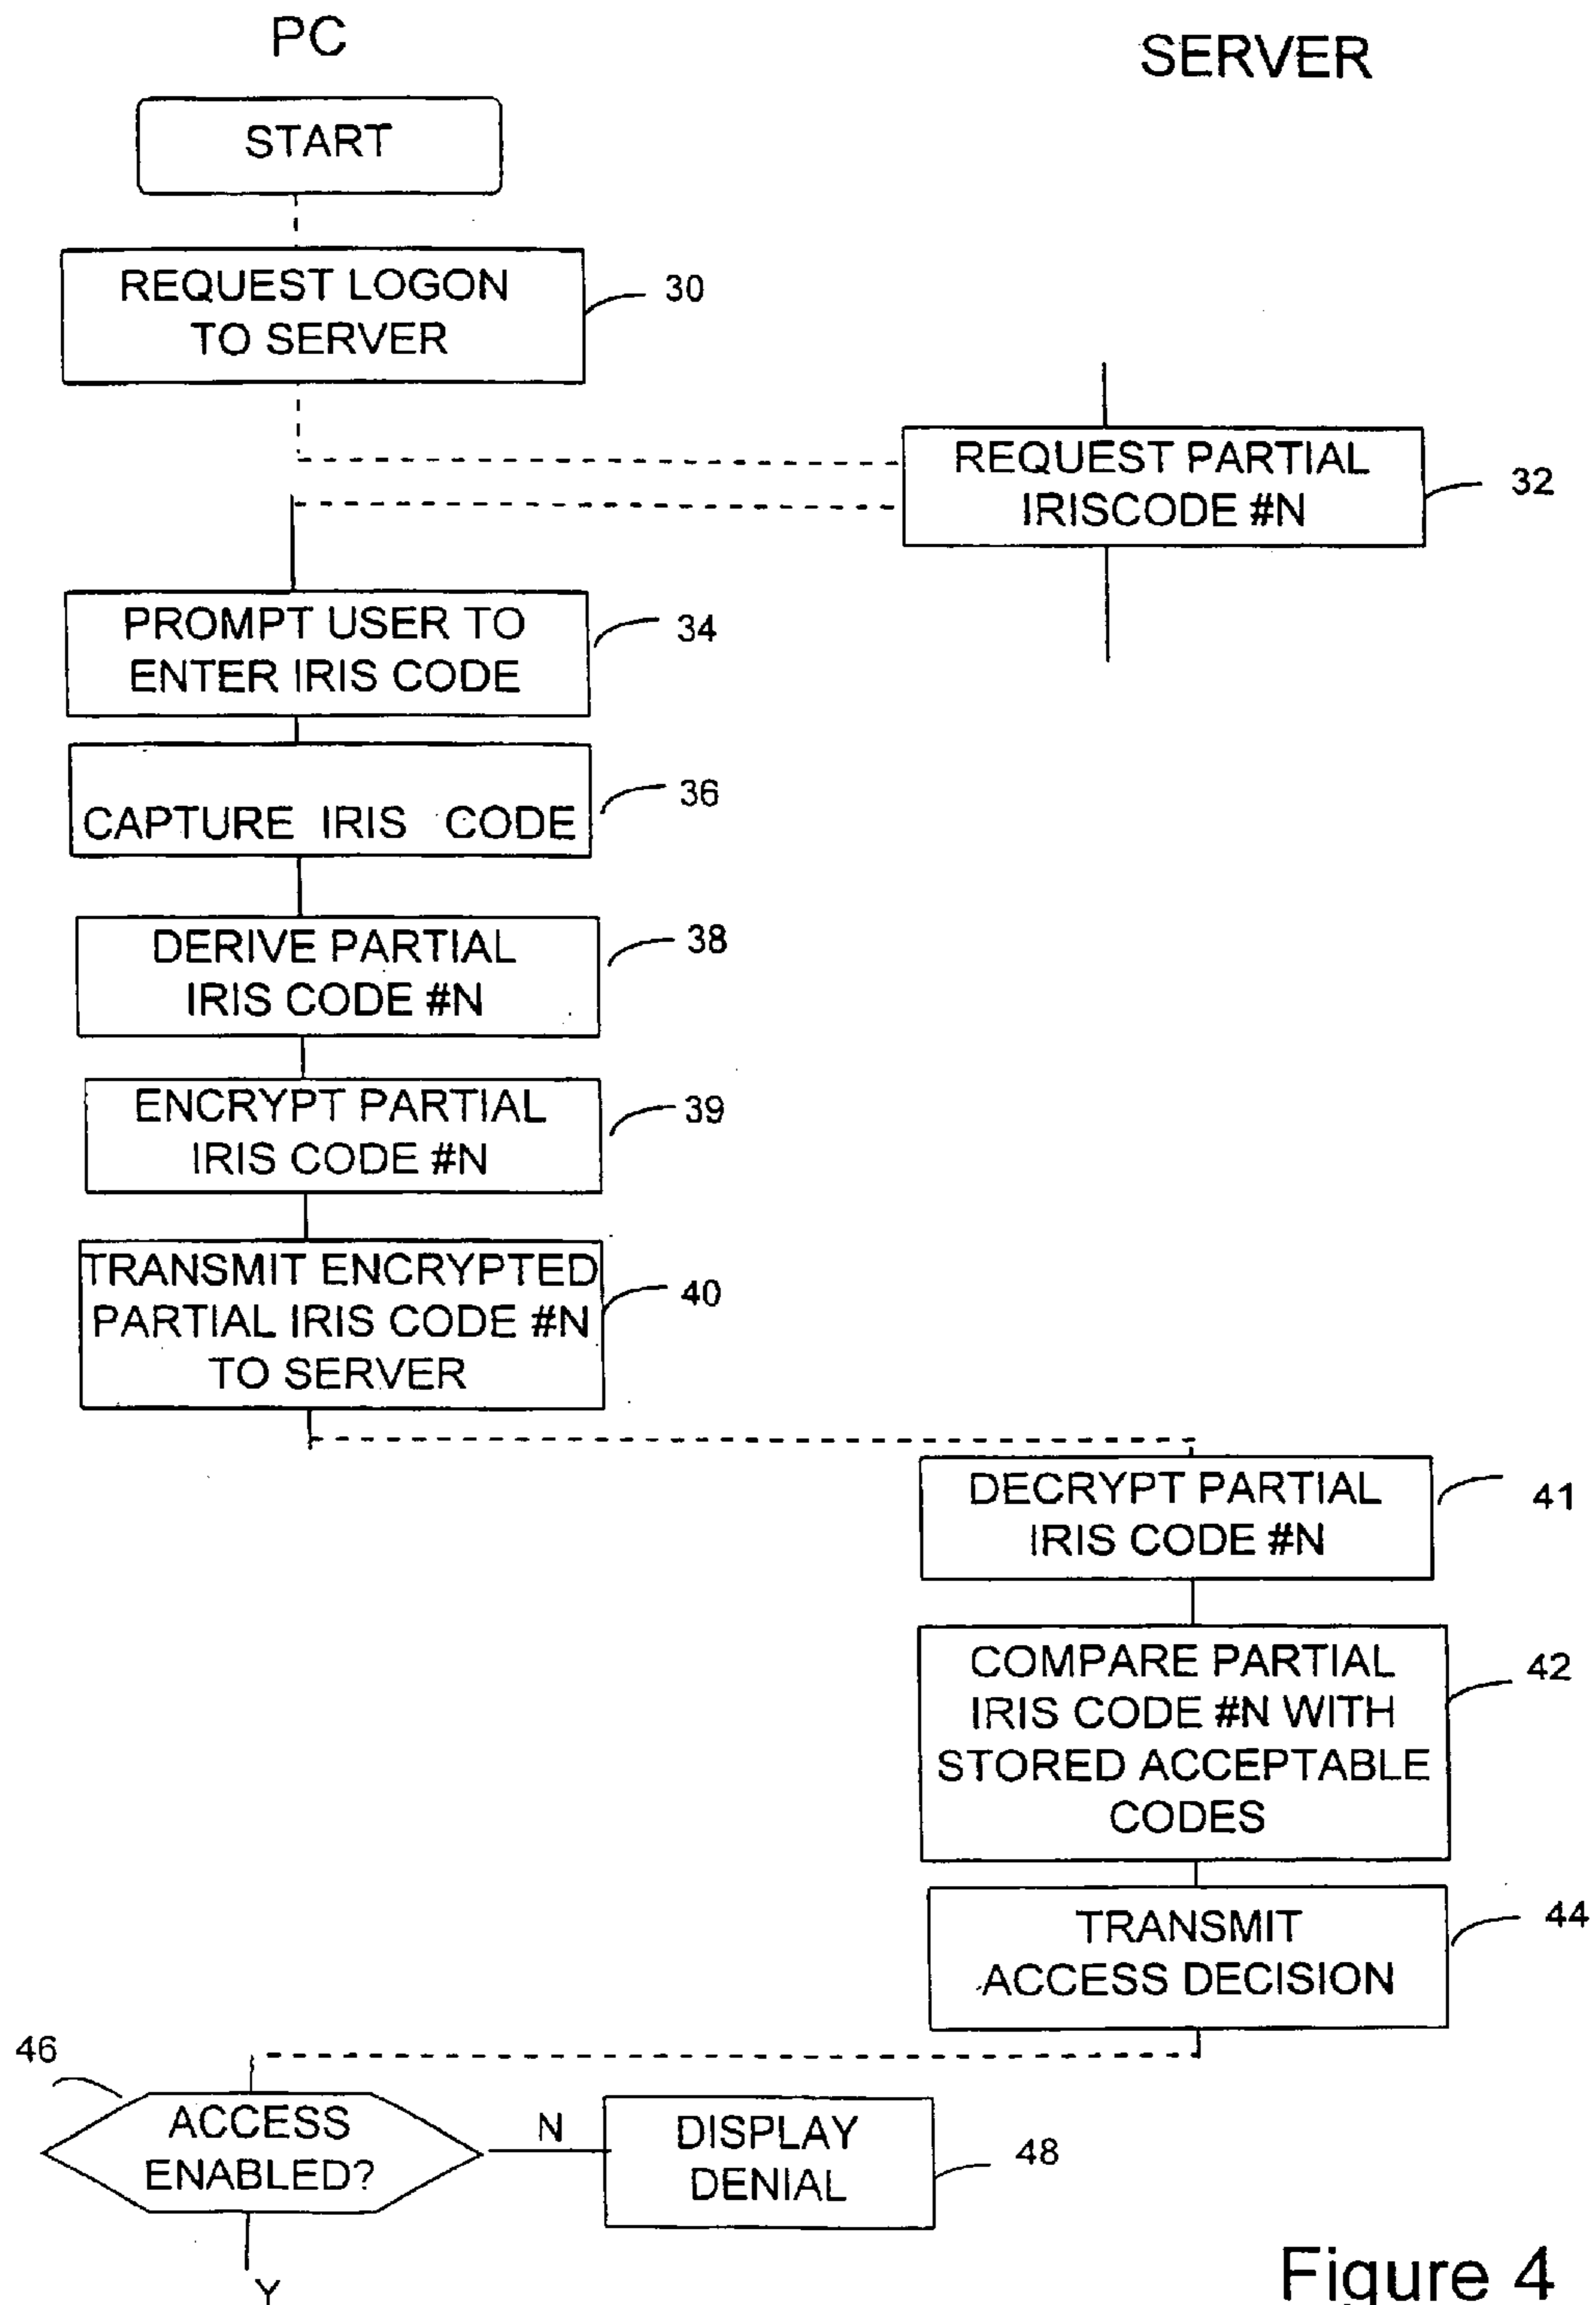 PC
SERVER
START
REQUEST LOGON
TO SERVER
30
REQUEST PARTIAL
IRISCODE #N
32
PROMPT USER TO
ENTER IRIS CODE
34
CAPTURE IRIS CODE
36
DERIVE PARTIAL
IRIS CODE #N
38
ENCRYPT PARTIAL
IRIS CODE #N
39
TRANSMIT ENCRYPTED
PARTIAL IRIS CODE #N
TO SERVER
40
DECRYPT PARTIAL
IRIS CODE #N
41
COMPARE PARTIAL
IRIS CODE #N WITH
STORED ACCEPTABLE
CODES
42
TRANSMIT
ACCESS DECISION
44
46
ACCESS
ENABLED?
N
DISPLAY
DENIAL
48
Y
Figure 4